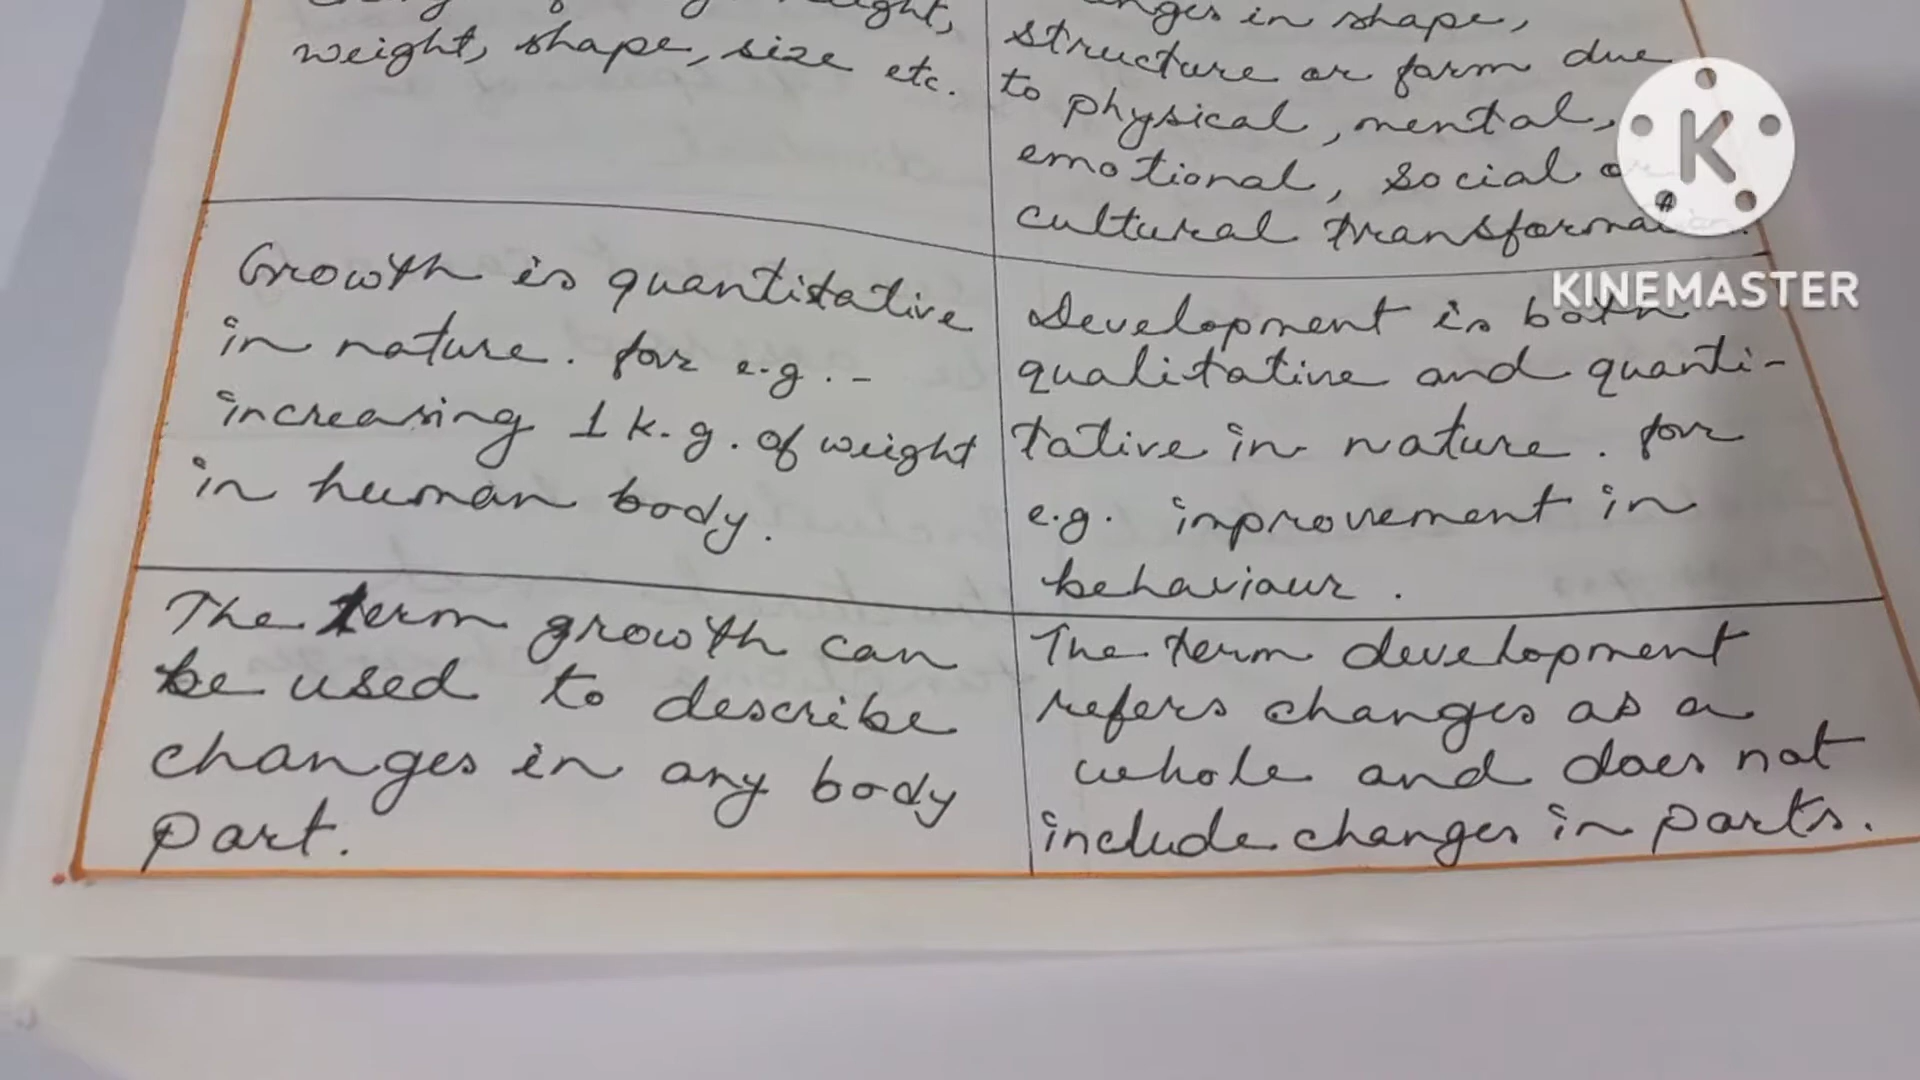 weight, shape, size etc.
in shape,
structure or form due
to physical, mental,
emotional, social
cultural transformation.
Growth is quantitative
in nature. for e.g. -
increasing 1 k.g. of weight
in human body.
Development is both
qualitative and quanti-
tative in nature. for
e.g. improvement in
behaviour.
The term growth can
be used to describe
changes in any body
part.
The term development
refers changes as a
whole and does not
include changes in parts.
K
KINEMASTER